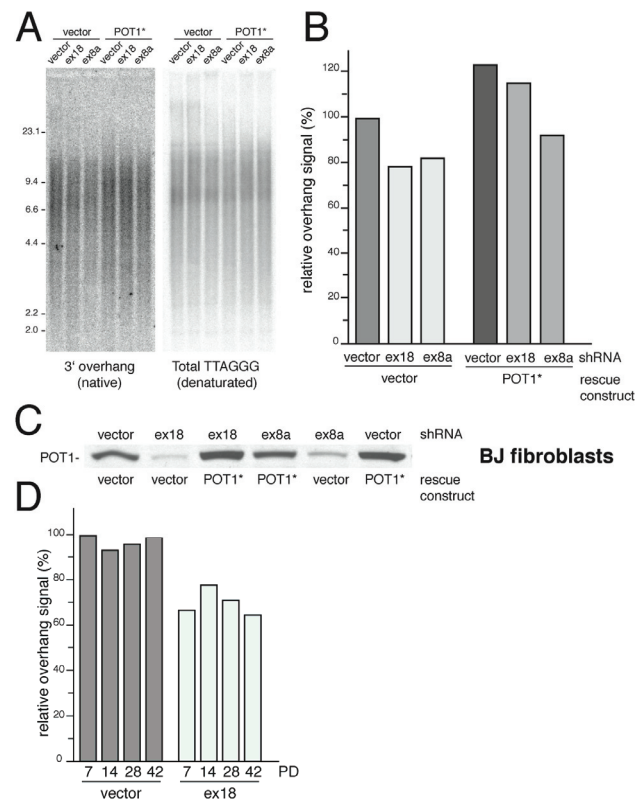 A
vector POT1*
vector ex18 ex8a vector ex18 ex8a
vector POT1*
vector ex18 ex8a vector ex18 ex8a
23.1
9.4
6.6
4.4
2.2
2.0
3' overhang
(native)
Total TTAGGG
(denaturated)
B
relative overhang signal (%)
120
100
80
60
40
20
0
vector ex18 ex8a vector ex18 ex8a shRNA
vector POT1* rescue
construct
C
vector ex18 ex18 ex8a ex8a vector shRNA
POT1-
BJ fibroblasts
vector vector POT1* POT1* vector POT1* rescue
construct
D
relative overhang signal (%)
100
80
60
40
20
0
7 14 28 42 7 14 28 42 PD
vector ex18